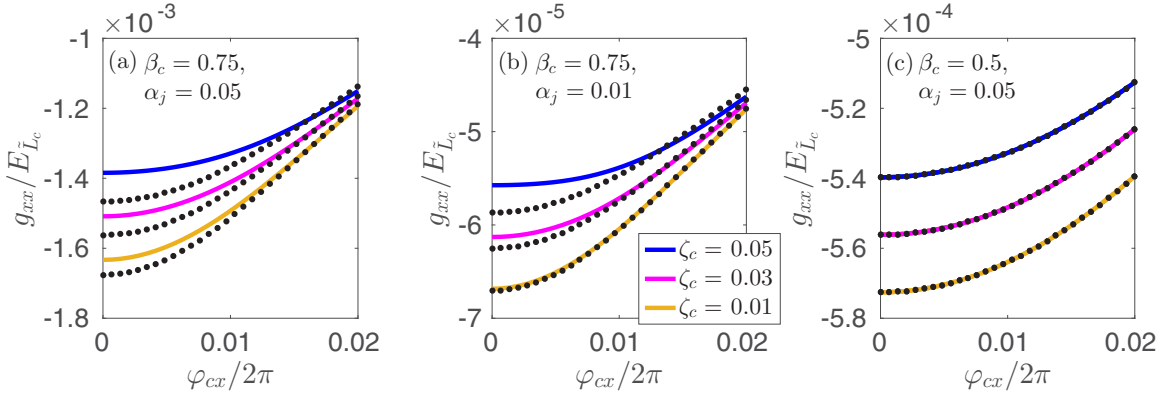 ×10⁻³
-1
(a) β_c = 0.75,
α_j = 0.05
-1.2
-1.4
-1.6
-1.8
g_xx/E_L̃_c
0 0.01 0.02
φ_cx/2π
×10⁻⁵
-4
(b) β_c = 0.75,
α_j = 0.01
-5
-6
-7
g_xx/E_L̃_c
ζ_c = 0.05
ζ_c = 0.03
ζ_c = 0.01
0 0.01 0.02
φ_cx/2π
×10⁻⁴
-5
(c) β_c = 0.5,
α_j = 0.05
-5.2
-5.4
-5.6
-5.8
g_xx/E_L̃_c
0 0.01 0.02
φ_cx/2π